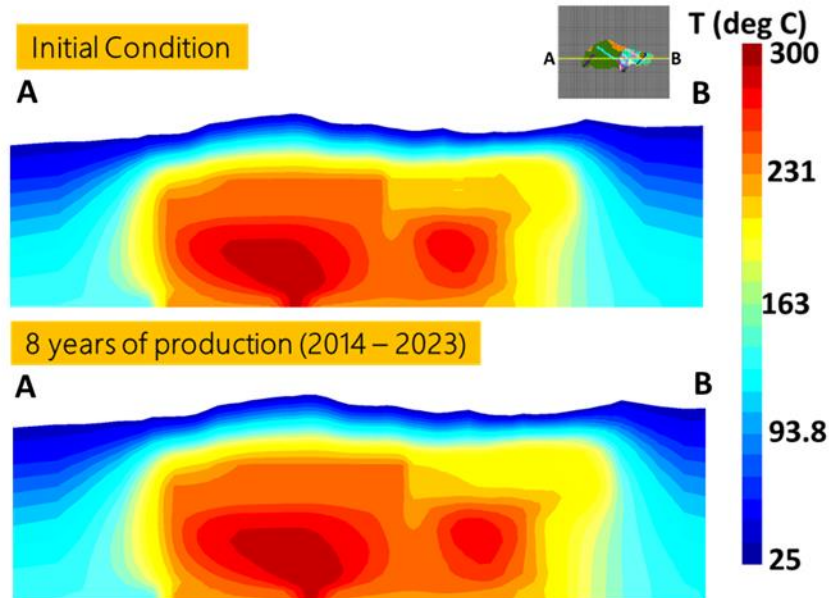 Initial Condition
A
B
A
B
T (deg C)
300
231
163
93.8
25
8 years of production (2014 – 2023)
A
B